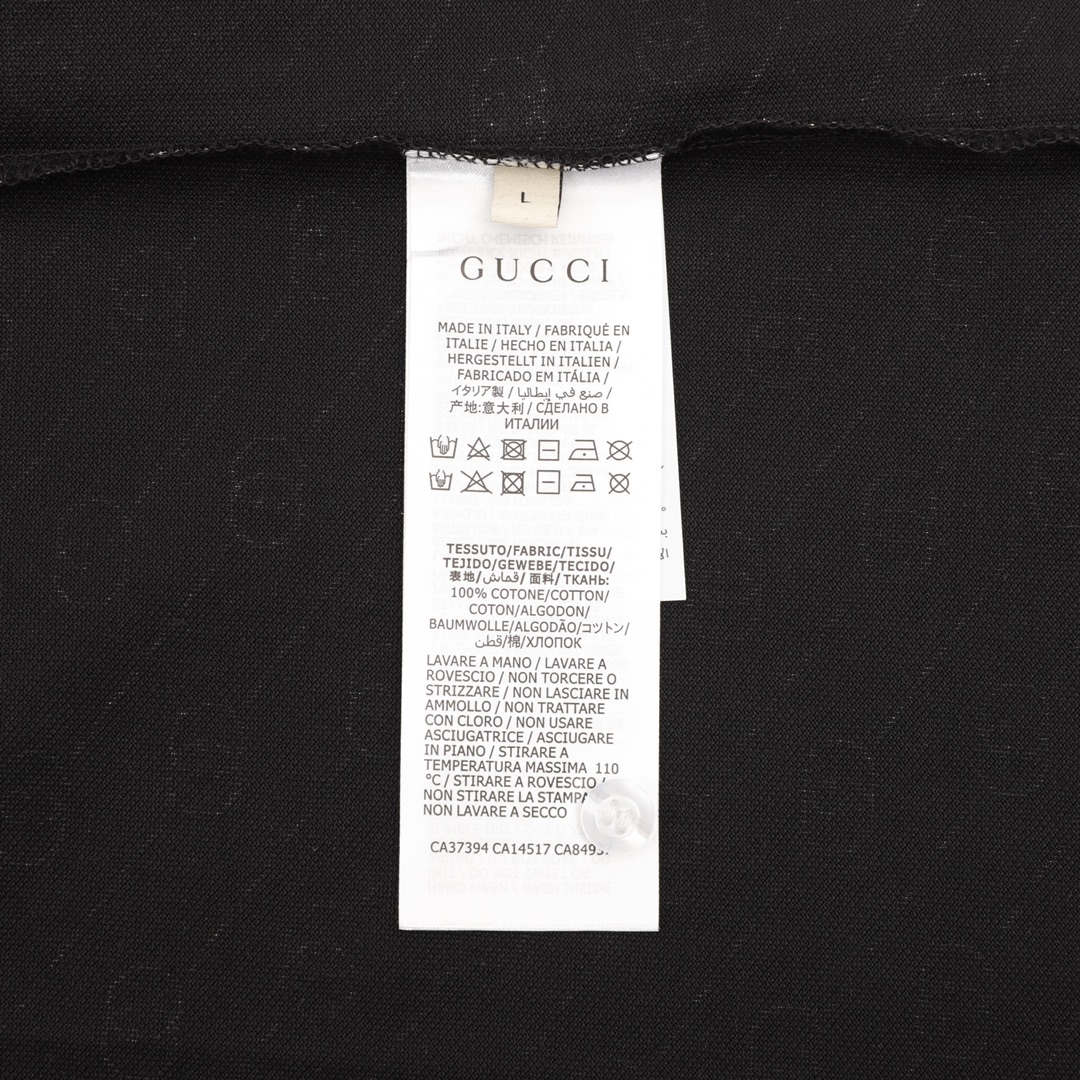 L
GUCCI
MADE IN ITALY / FABRIQUÉ EN
ITALIE / HECHO EN ITALIA /
HERGESTELLT IN ITALIEN /
FABRICADO EM ITÁLIA /
イタリア製 / صنع في إيطاليا /
产地:意大利 / СДЕЛАНО В
ИТАЛИИ
TESSUTO/FABRIC/TISSU/
TEJIDO/GEWEBE/TECIDO/
表地/قماش/ 面料/ ТКАНЬ:
100% COTONE/COTTON/
COTON/ALGODON/
BAUMWOLLE/ALGODÃO/コットン/
قطن/棉/ХЛОПОК
LAVARE A MANO / LAVARE A
ROVESCIO / NON TORCERE O
STRIZZARE / NON LASCIARE IN
AMMOLLO / NON TRATTARE
CON CLORO / NON USARE
ASCIUGATRICE / ASCIUGARE
IN PIANO / STIRARE A
TEMPERATURA MASSIMA 110
°C / STIRARE A ROVESCIO /
NON STIRARE LA STAMPA
NON LAVARE A SECCO
CA37394 CA14517